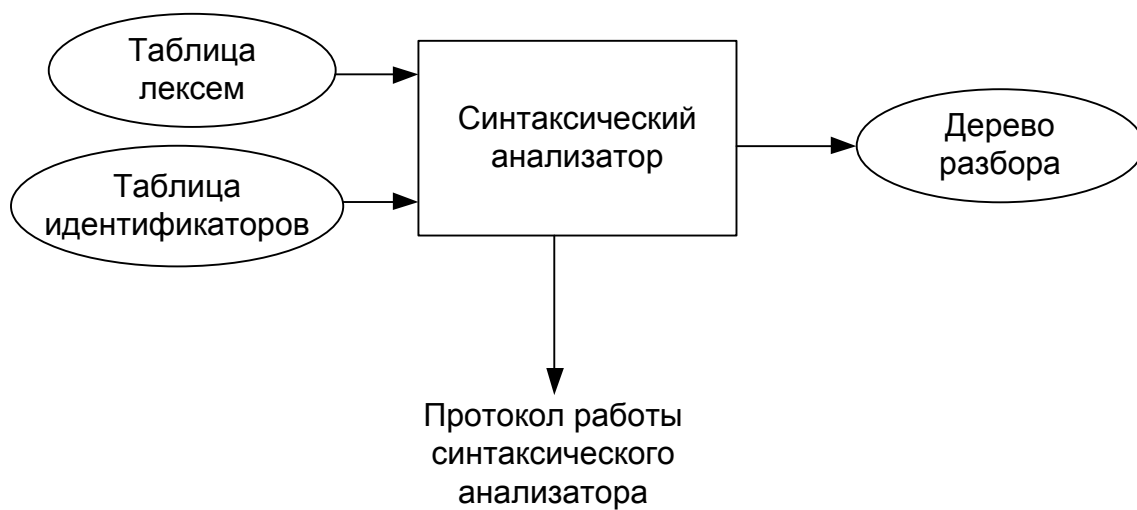 Таблица
лексем
Таблица
идентификаторов
Синтаксический
анализатор
Дерево
разбора
Протокол работы
синтаксического
анализатора